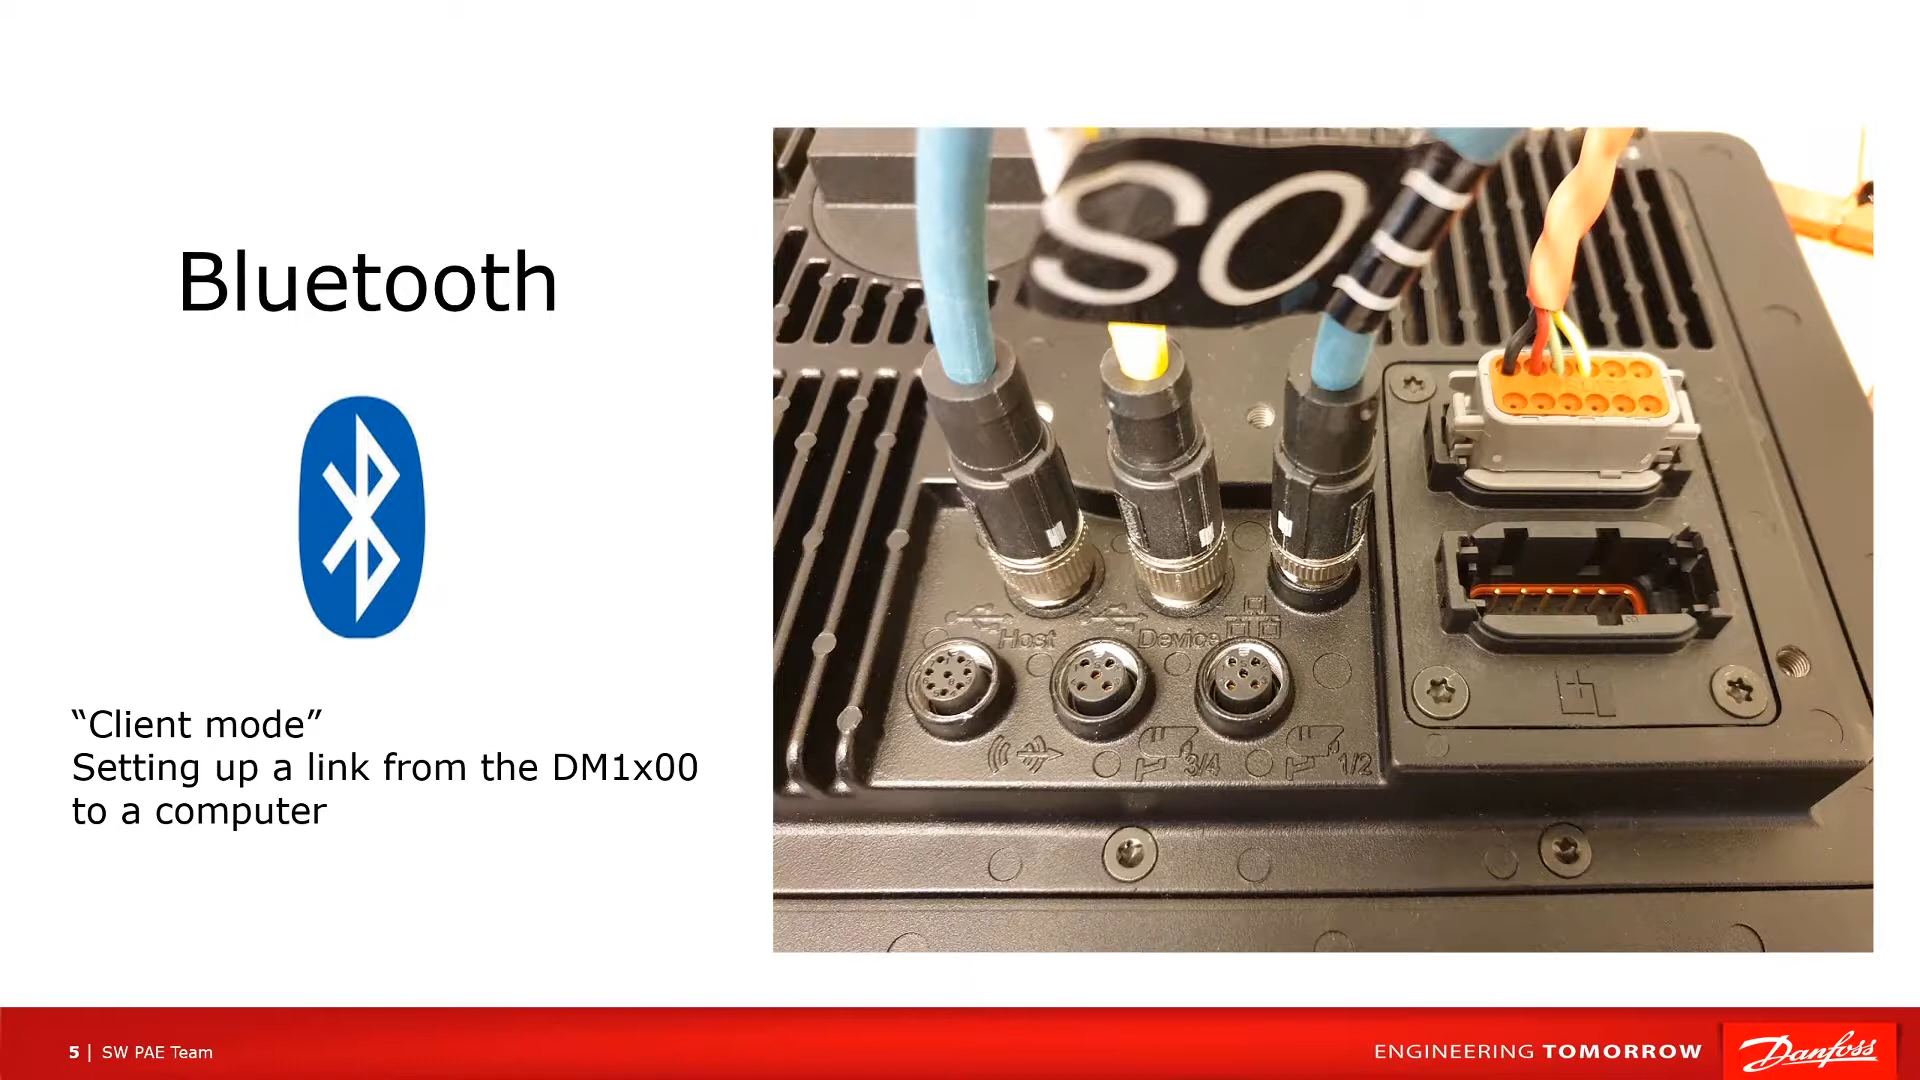 Bluetooth
“Client mode”
Setting up a link from the DM1x00
to a computer
SO
Host
Device
3/4
1/2
5 | SW PAE Team
ENGINEERING TOMORROW
Danfoss